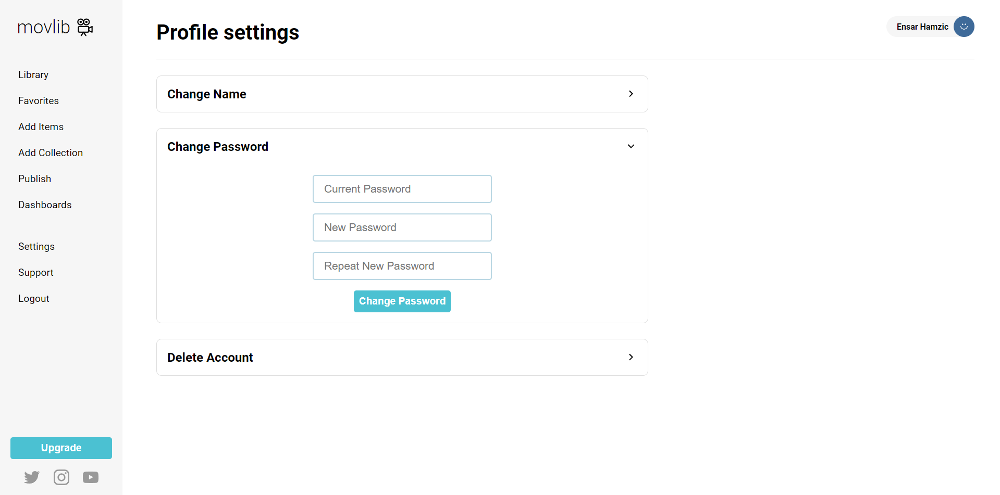 movlib
Library
Favorites
Add Items
Add Collection
Publish
Dashboards
Settings
Support
Logout
Upgrade
Profile settings
Ensar Hamzic
Change Name
Change Password
Current Password
New Password
Repeat New Password
Change Password
Delete Account